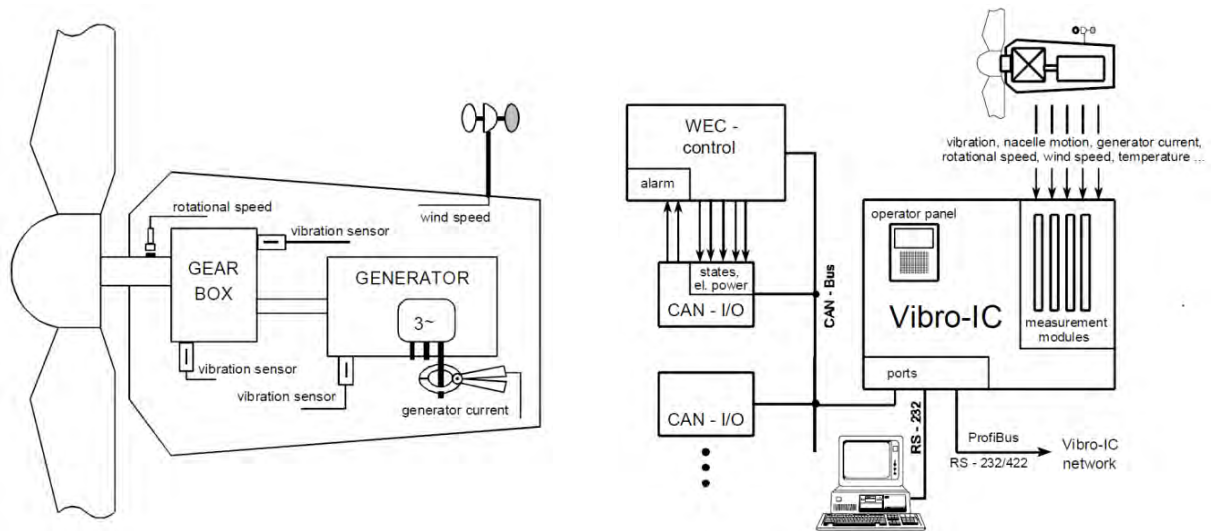 rotational speed
wind speed
vibration sensor
GEAR
BOX
GENERATOR
3~
vibration sensor
vibration sensor
generator current
WEC -
control
alarm
states,
el. power
CAN - I/O
CAN - I/O
CAN - Bus
vibration, nacelle motion, generator current,
rotational speed, wind speed, temperature ...
operator panel
Vibro-IC
measurement
modules
ports
RS - 232
ProfiBus
RS - 232/422
Vibro-IC
network